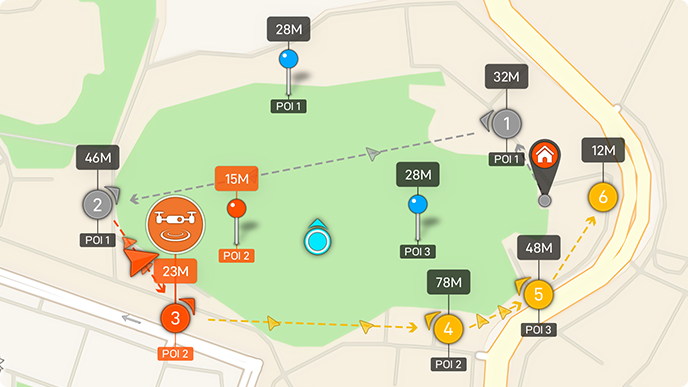 28M
POI 1
32M
1
POI 1
12M
6
46M
2
POI 1
15M
POI 2
28M
POI 3
23M
3
POI 2
78M
4
POI 2
48M
5
POI 3